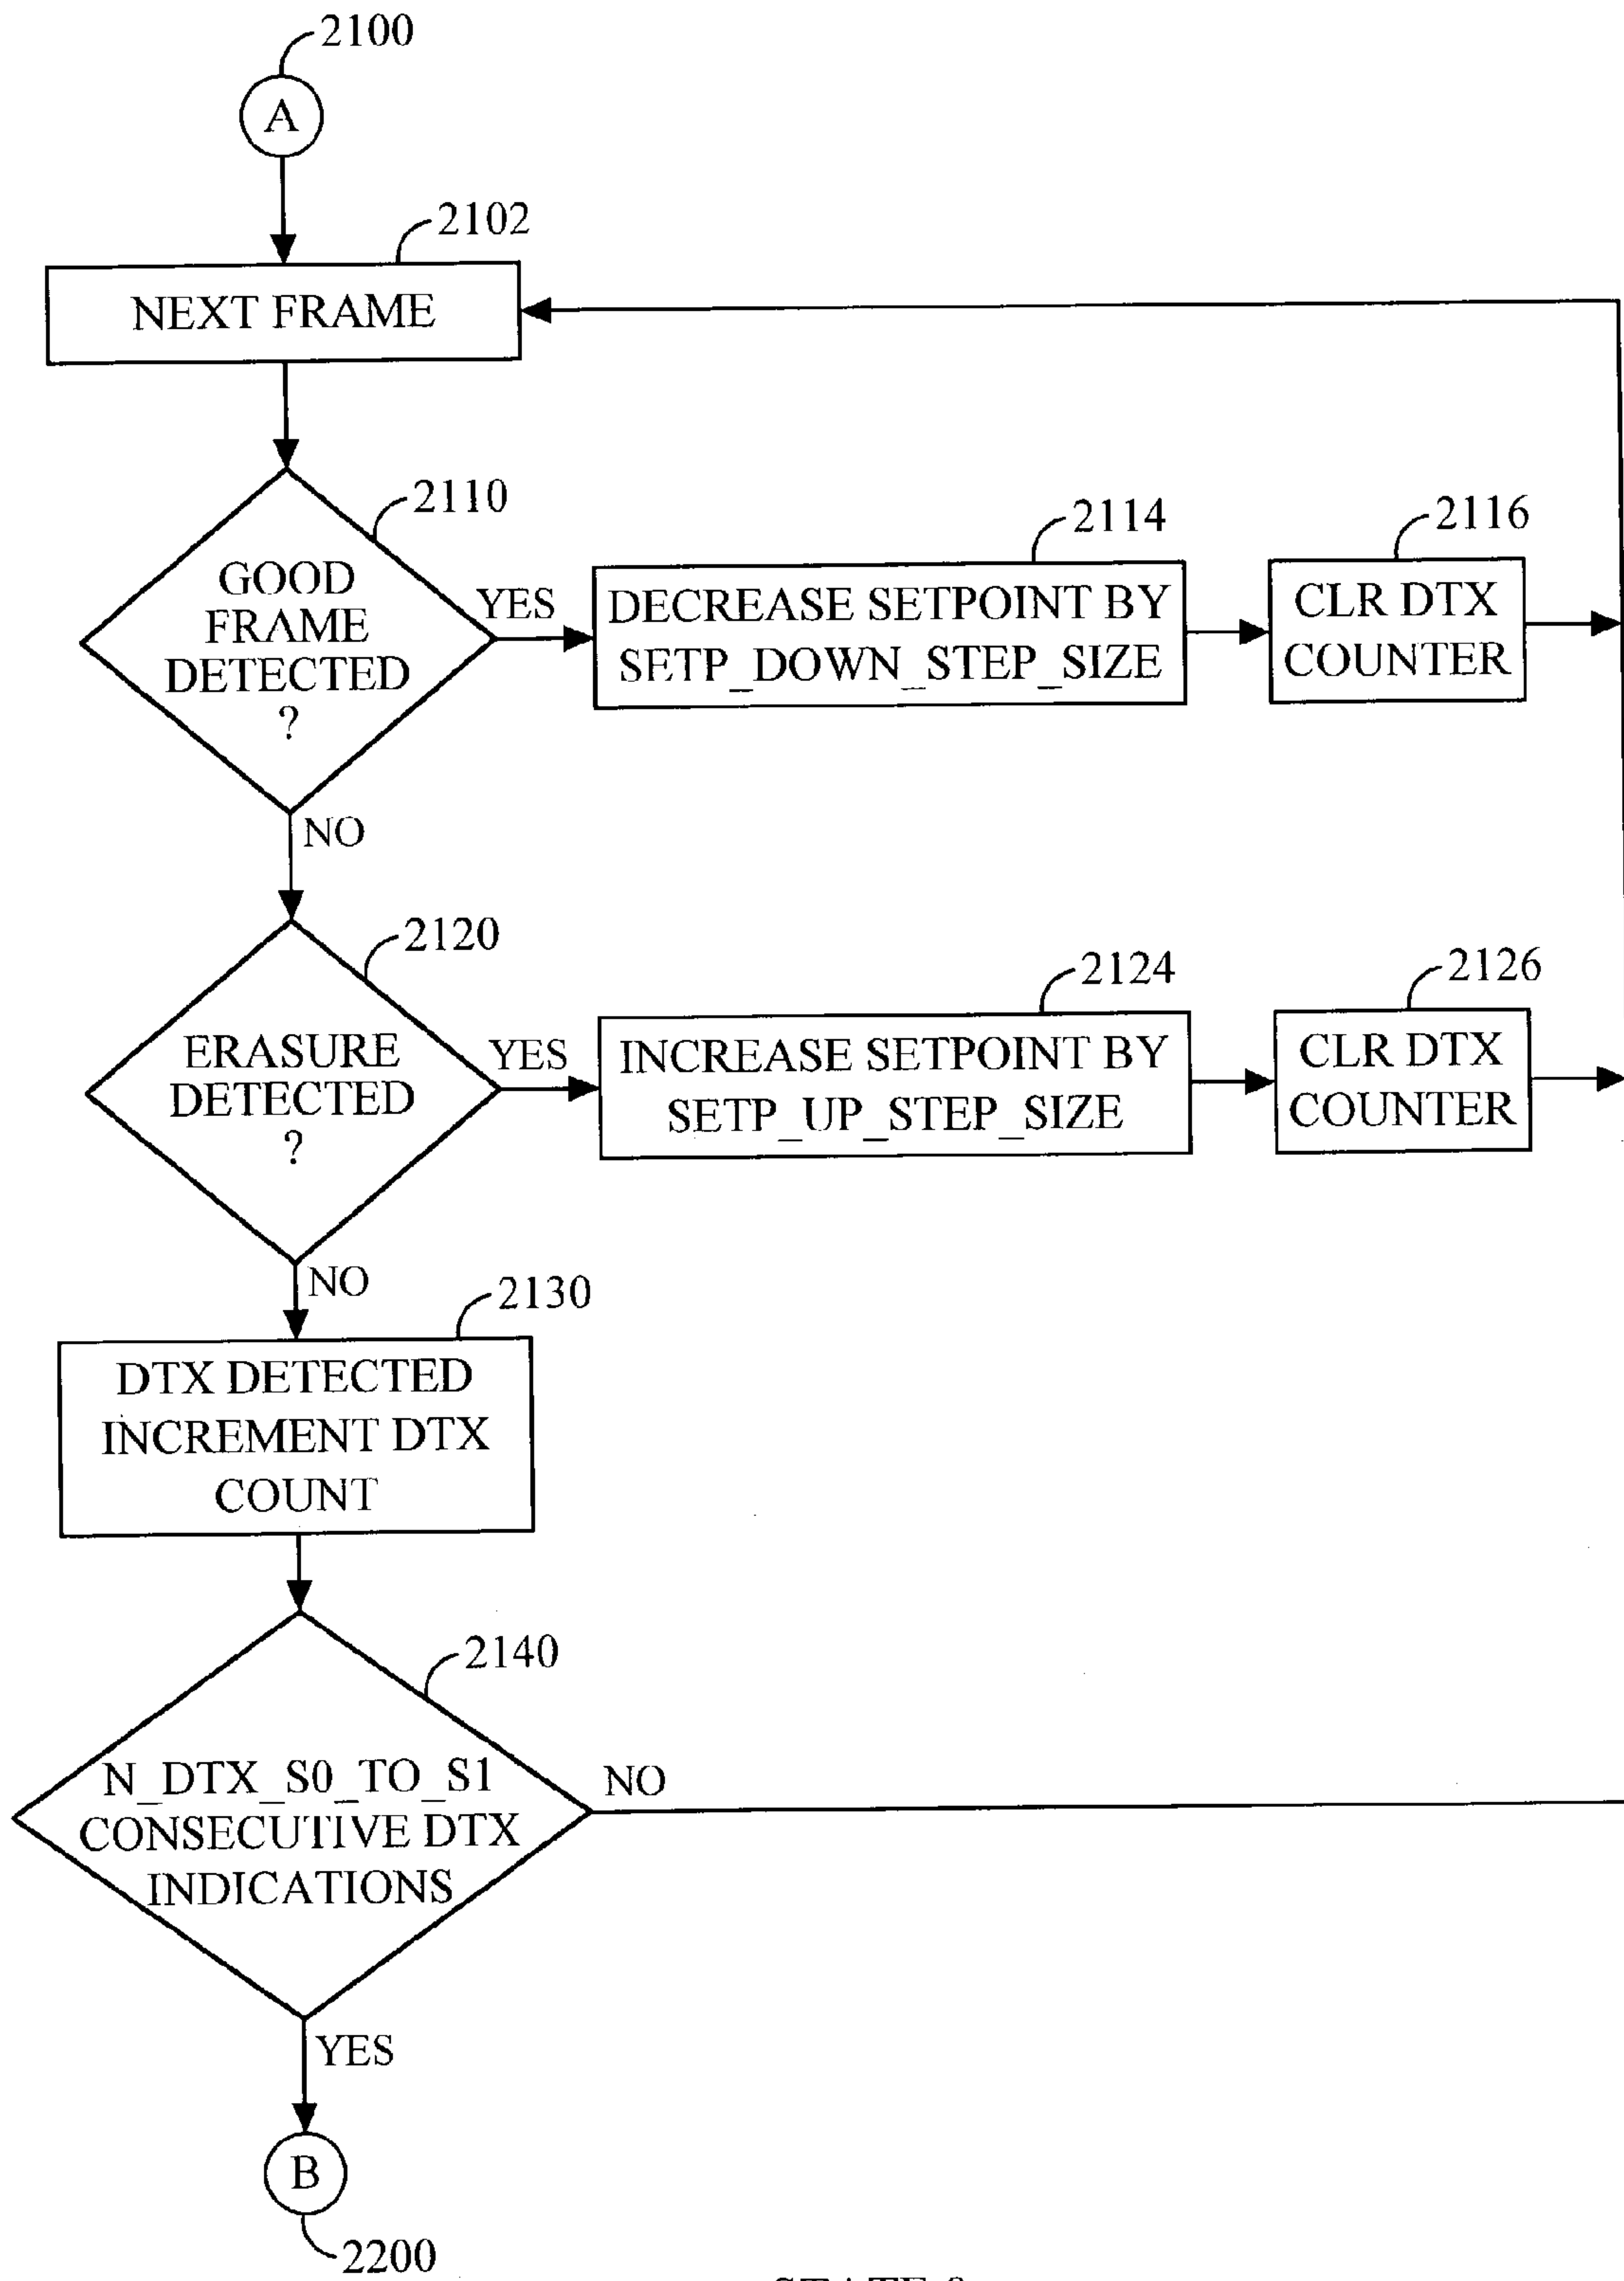 2100
A
2102
NEXT FRAME
2110
GOOD
FRAME
DETECTED
?
YES
2114
DECREASE SETPOINT BY
SETP_DOWN_STEP_SIZE
2116
CLR DTX
COUNTER
NO
2120
ERASURE
DETECTED
?
YES
2124
INCREASE SETPOINT BY
SETP_UP_STEP_SIZE
2126
CLR DTX
COUNTER
NO
2130
DTX DETECTED
INCREMENT DTX
COUNT
2140
N_DTX_S0_TO_S1
CONSECUTIVE DTX
INDICATIONS
NO
YES
B
2200